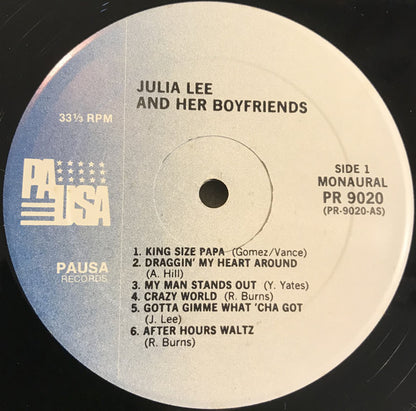 JULIA LEE
AND HER BOYFRIENDS
33⅓ RPM
SIDE 1
MONAURAL
PR 9020
(PR-9020-AS)
PAUSA
PAUSA
RECORDS
1. KING SIZE PAPA (Gomez/Vance)
2. DRAGGIN' MY HEART AROUND
(A. Hill)
3. MY MAN STANDS OUT (Y. Yates)
4. CRAZY WORLD (R. Burns)
5. GOTTA GIMME WHAT 'CHA GOT
(J. Lee)
6. AFTER HOURS WALTZ
(R. Burns)